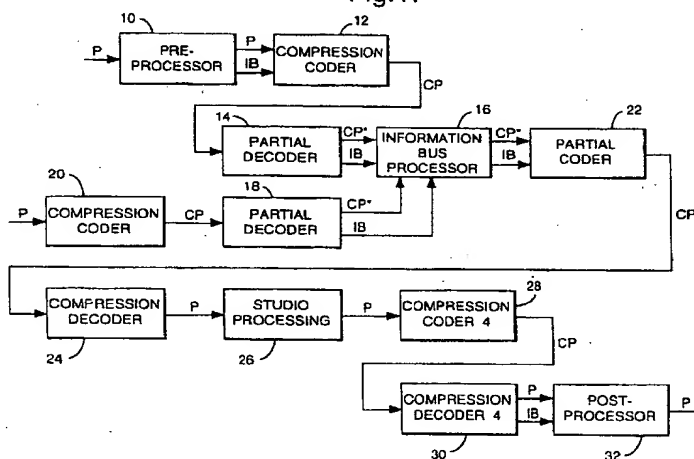 Fig.1.
10
12
P
PRE-
PROCESSOR
P
IB
COMPRESSION
CODER
CP
14
16
22
PARTIAL
DECODER
CP*
IB
INFORMATION
BUS
PROCESSOR
CP*
IB
PARTIAL
CODER
20
18
P
COMPRESSION
CODER
CP
PARTIAL
DECODER
CP*
IB
CP
COMPRESSION
DECODER
P
STUDIO
PROCESSING
P
COMPRESSION
CODER 4
28
24
26
CP
COMPRESSION
DECODER 4
P
IB
POST-
PROCESSOR
P
30
32